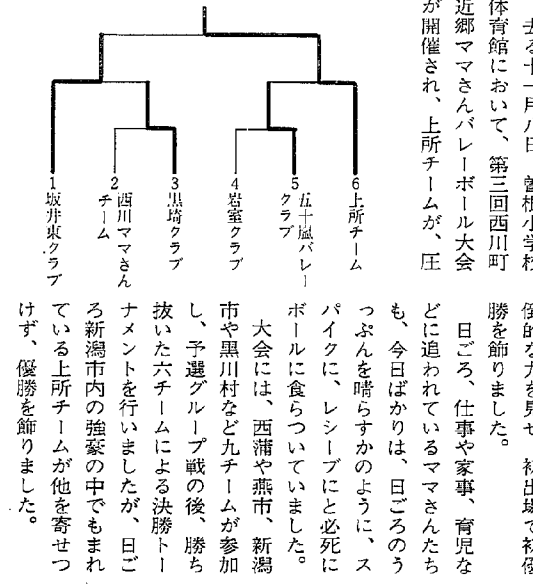 去る十一月八日、曽根小学校
体育館において、第三回西川町
近郷ママさんバレーボール大会
が開催され、上所チームが、圧
倒的な力を見せ、初出場で初優
勝を飾りました。
日ごろ、仕事や家事、育児な
どに追われているママさんたち
も、今日ばかりは、日ごろのう
っぷんを晴らすかのように、ス
パイクに、レシーブにと必死に
ボールに食らついていました。
大会には、西浦や燕市、新潟
市や黒川村など九チームが参加
し、予選グループ戦の後、勝ち
抜いた六チームによる決勝トー
ナメントを行いましたが、日ご
ろ新潟市内の強豪の中でもまれ
ている上所チームが他を寄せつ
けず、優勝を飾りました。
1 坂井東クラブ
2 西川ママさん
チーム
3 黒埼クラブ
4 岩室クラブ
5 五十嵐バレー
クラブ
6 上所チーム